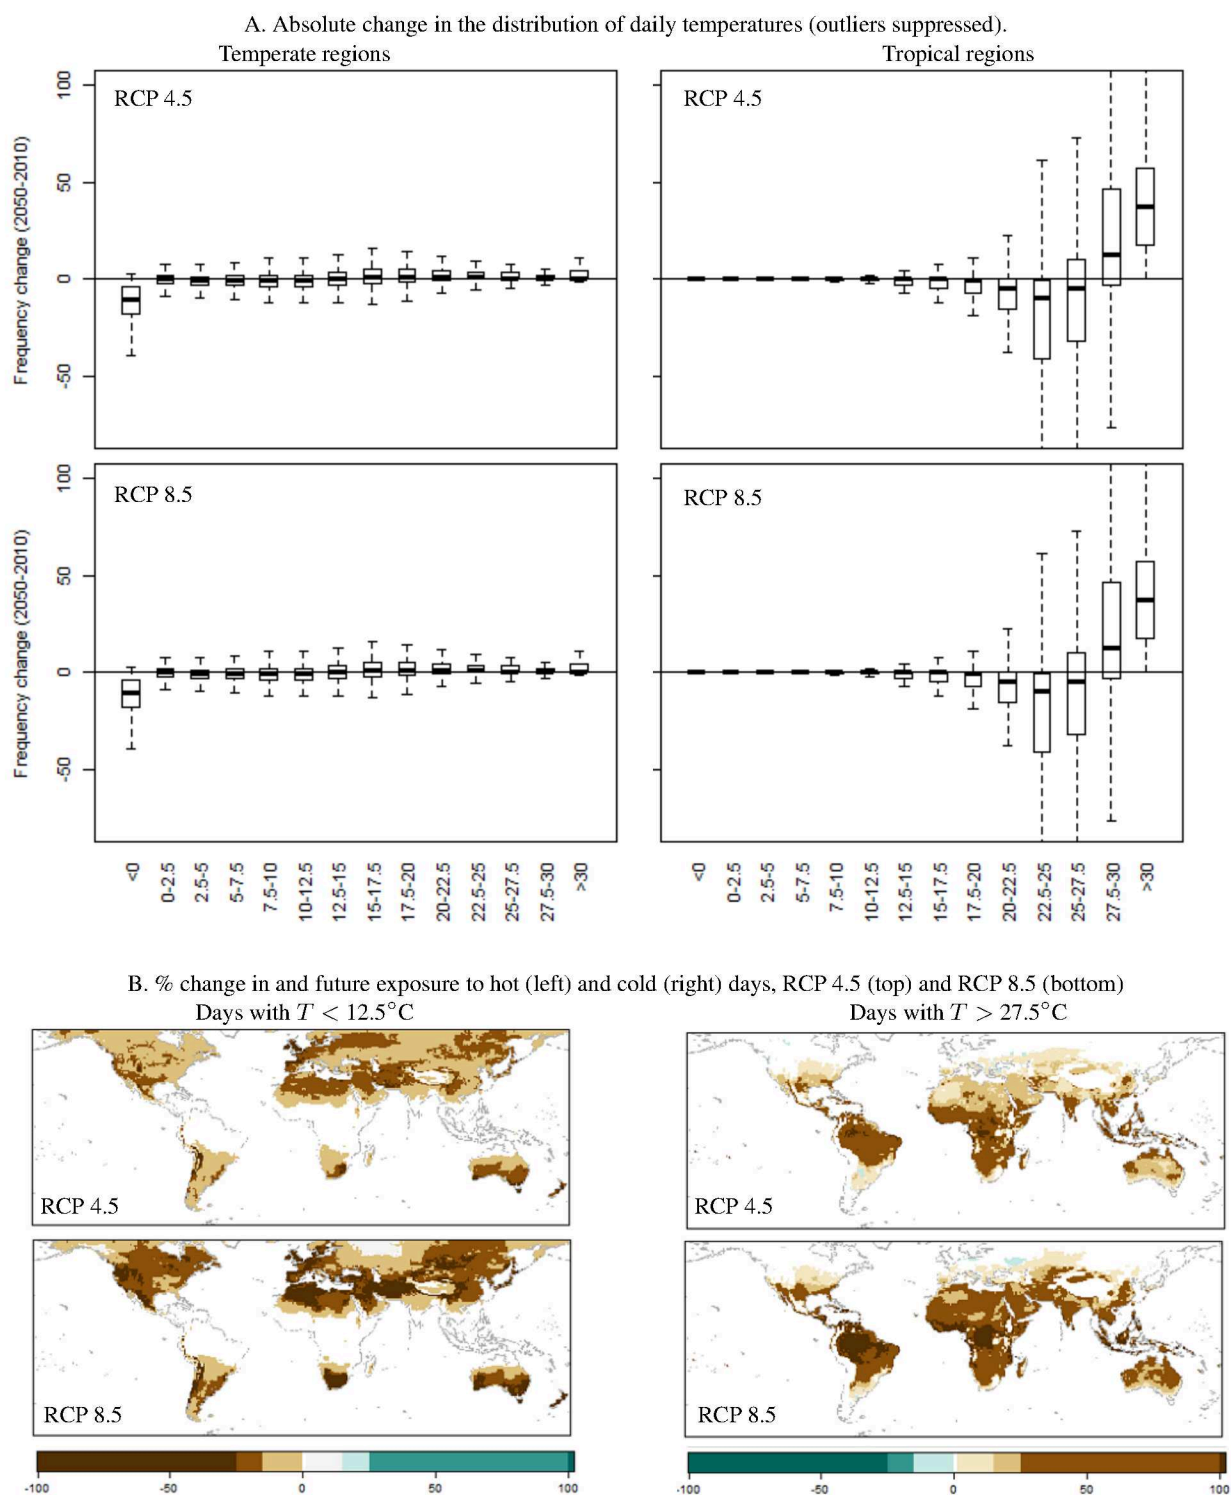 A. Absolute change in the distribution of daily temperatures (outliers suppressed).
Temperate regions
Tropical regions
RCP 4.5
RCP 4.5
Frequency change (2050-2010)
100
50
0
-50
RCP 8.5
RCP 8.5
Frequency change (2050-2010)
100
50
0
-50
<0
0-2.5
2.5-5
5-7.5
7.5-10
10-12.5
12.5-15
15-17.5
17.5-20
20-22.5
22.5-25
25-27.5
27.5-30
>30
<0
0-2.5
2.5-5
5-7.5
7.5-10
10-12.5
12.5-15
15-17.5
17.5-20
20-22.5
22.5-25
25-27.5
27.5-30
>30
B. % change in and future exposure to hot (left) and cold (right) days, RCP 4.5 (top) and RCP 8.5 (bottom)
Days with T < 12.5°C
Days with T > 27.5°C
RCP 4.5
RCP 4.5
RCP 8.5
RCP 8.5
-100 -50 0 50 100
-100 -50 0 50 100